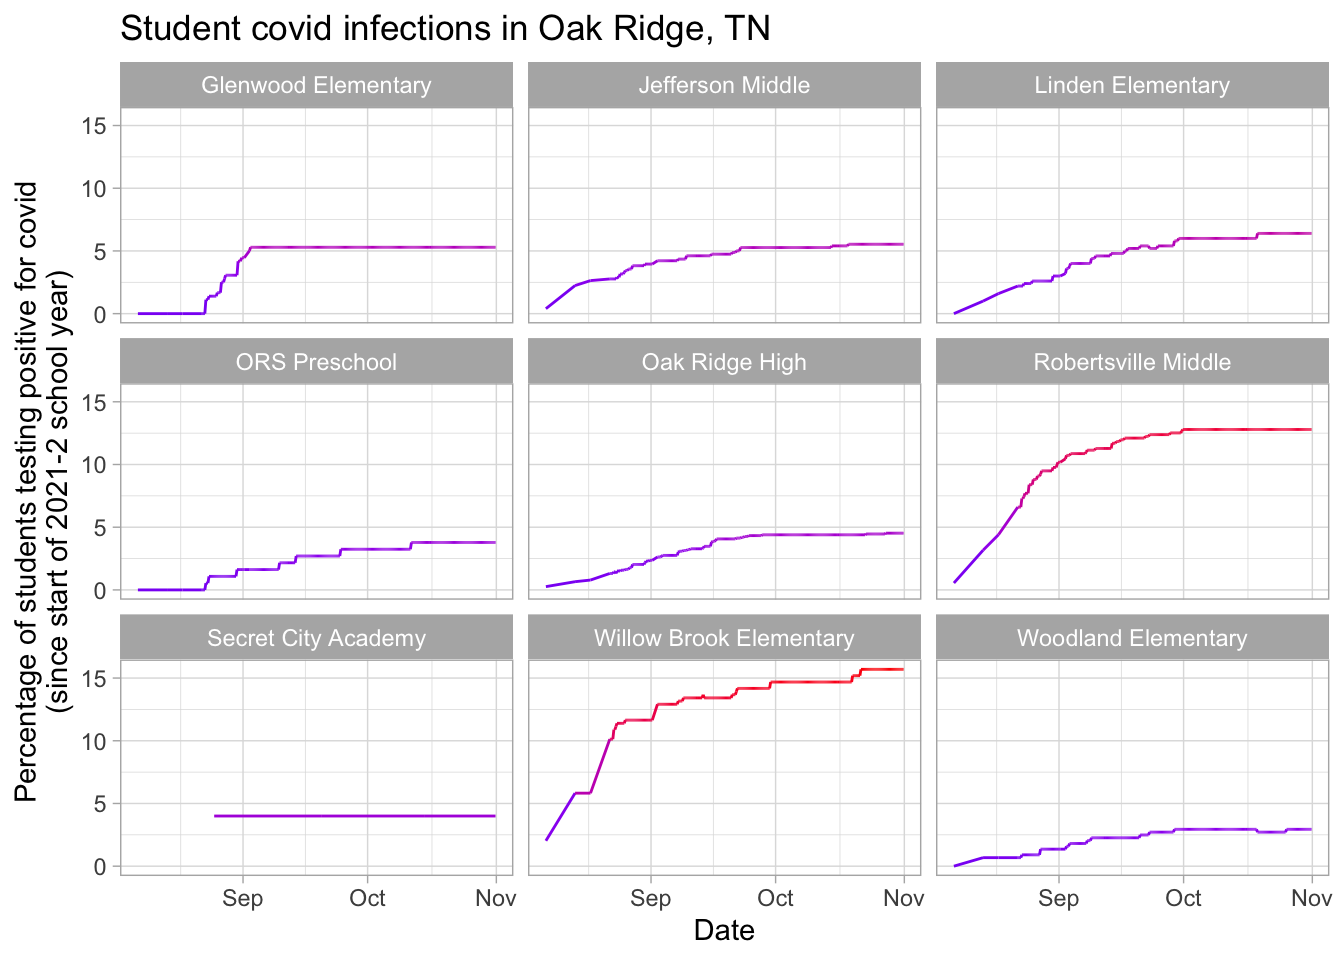 Student covid infections in Oak Ridge, TN
Percentage of students testing positive for covid
(since start of 2021-2 school year)
Glenwood Elementary
Jefferson Middle
Linden Elementary
15
10
5
0
ORS Preschool
Oak Ridge High
Robertsville Middle
15
10
5
0
Secret City Academy
Willow Brook Elementary
Woodland Elementary
15
10
5
0
Sep Oct Nov
Sep Oct Nov
Sep Oct Nov
Date